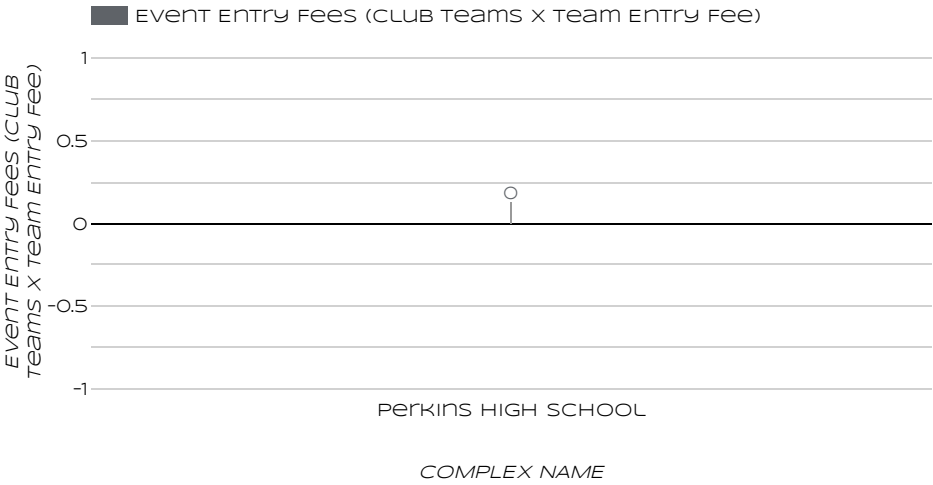 Event Entry Fees (Club Teams x Team Entry Fee)
Event Entry Fees (Club
Teams x Team Entry Fee)
1
0.5
0
-0.5
-1
0
Perkins High School
Complex Name